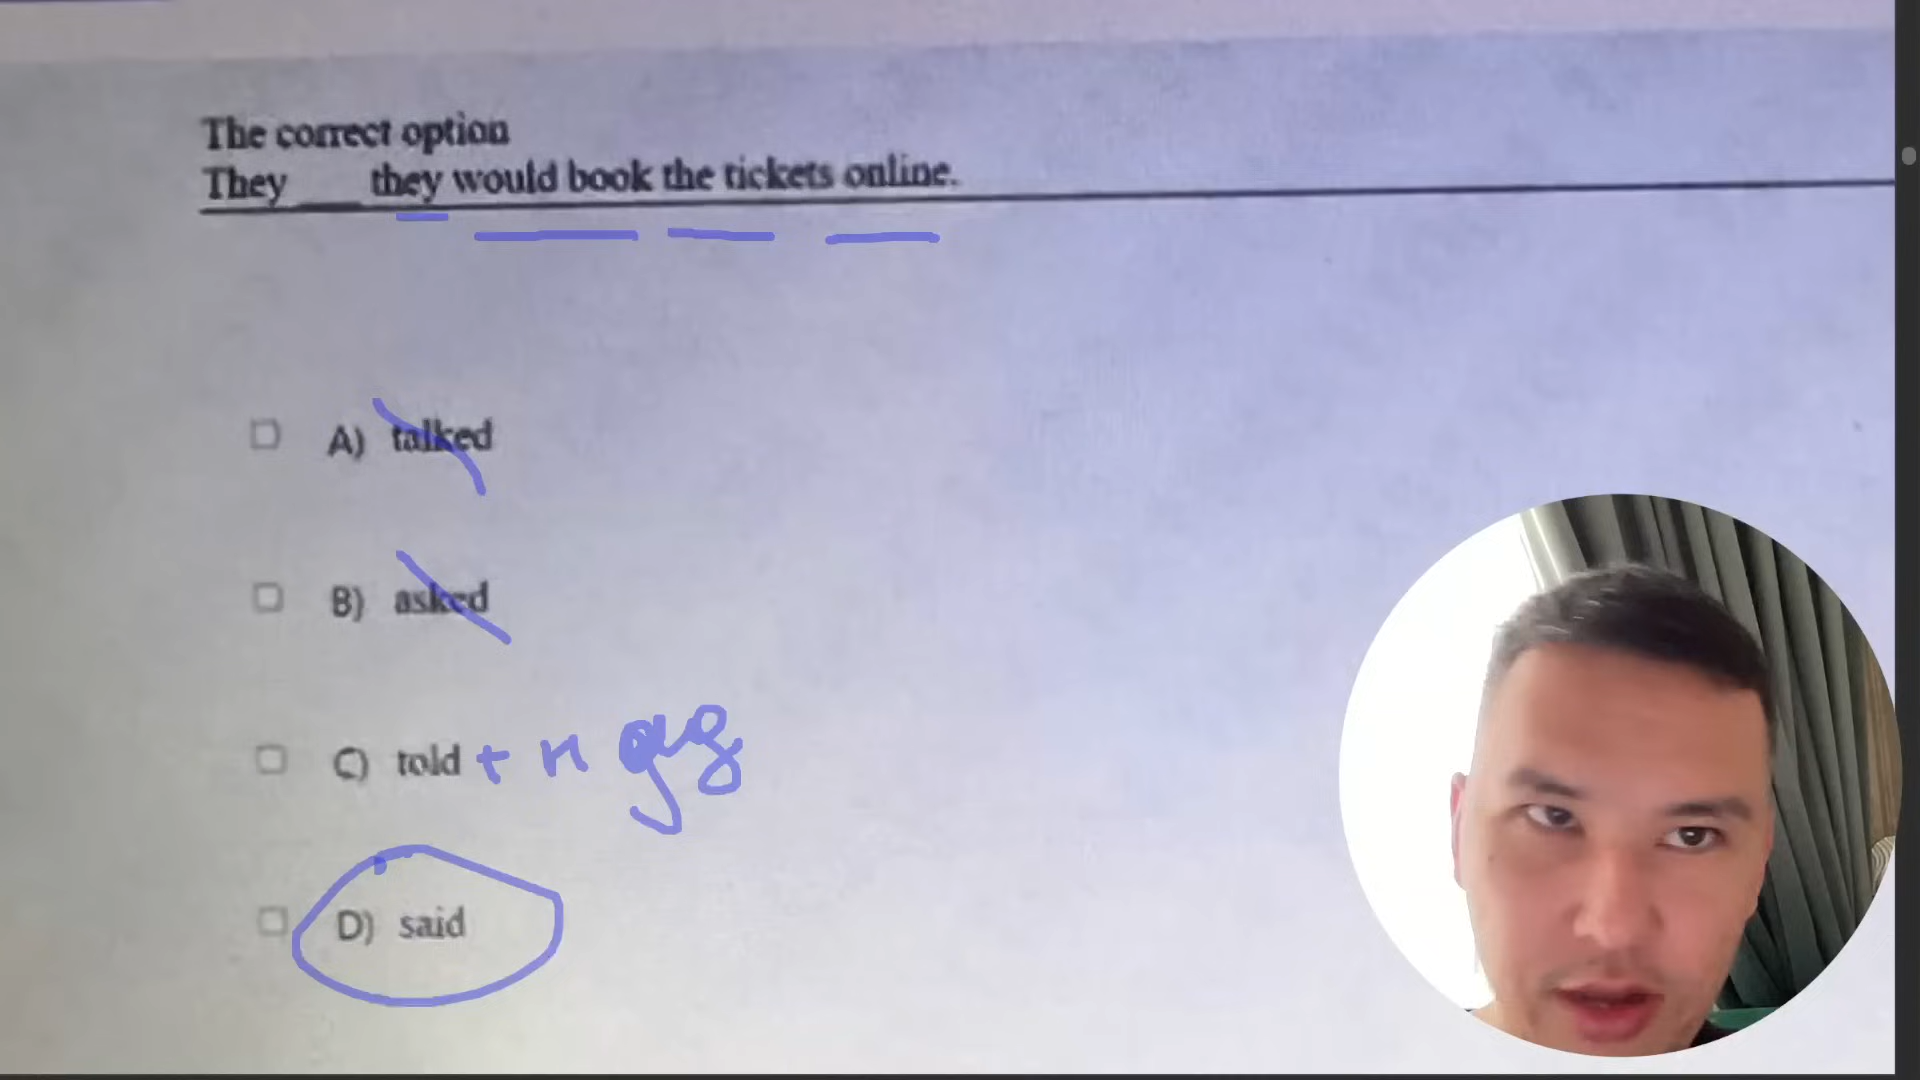 The correct option
They ___ they would book the tickets online.
A) talked
B) asked
C) told +
D) said